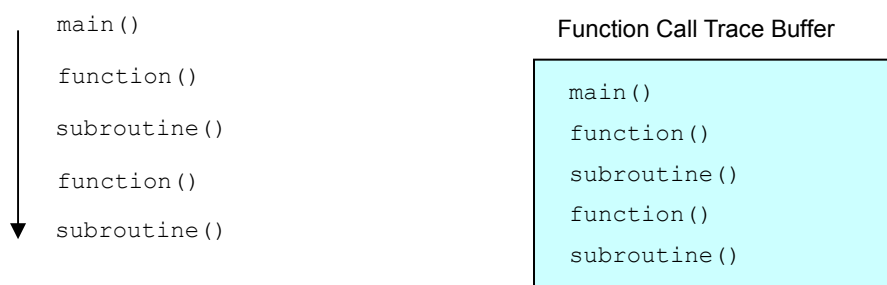 main()
function()
subroutine()
function()
subroutine()
Function Call Trace Buffer
main()
function()
subroutine()
function()
subroutine()